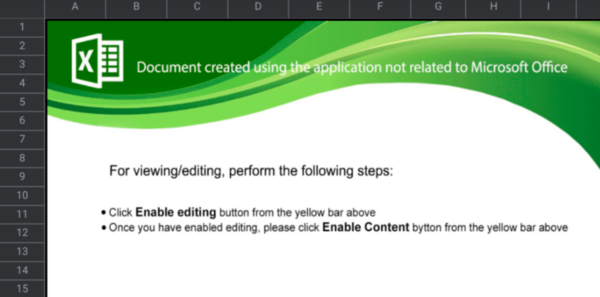 A B C D E F G H I
1
2
3
4
5
6
7
8
9
10
11
12
13
14
15
X
Document created using the application not related to Microsoft Office
For viewing/editing, perform the following steps:
• Click Enable editing button from the yellow bar above
• Once you have enabled editing, please click Enable Content bytton from the yellow bar above